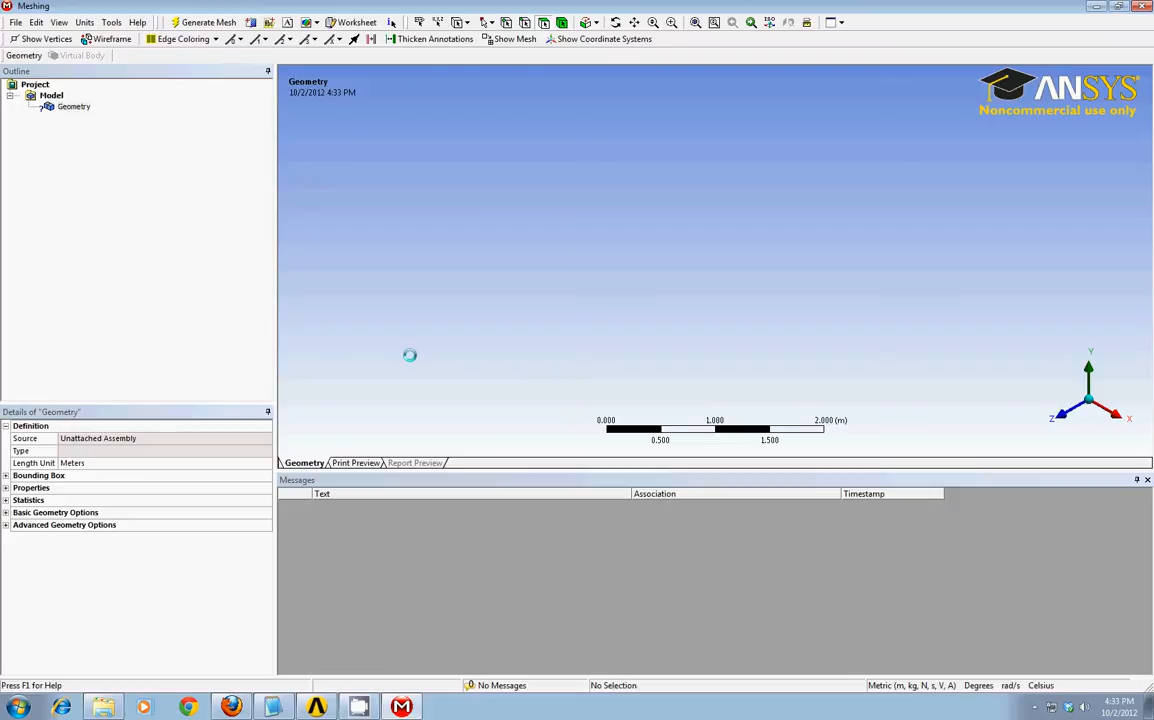 Meshing
File Edit View Units Tools Help Generate Mesh A Worksheet
Show Vertices Wireframe Edge Coloring Thicken Annotations Show Mesh Show Coordinate Systems
Geometry Virtual Body
Outline
Project
Model
Geometry
Geometry
10/2/2012 4:33 PM
ANSYS
Noncommercial use only
Y
Z
X
0.000 1.000 2.000 (m)
0.500 1.500
Geometry Print Preview Report Preview
Details of "Geometry"
Definition
Source Unattached Assembly
Type
Length Unit Meters
Bounding Box
Properties
Statistics
Basic Geometry Options
Advanced Geometry Options
Messages
Text Association Timestamp
Press F1 for Help 0 No Messages No Selection Metric (m, kg, N, s, V, A) Degrees rad/s Celsius
4:33 PM
10/2/2012